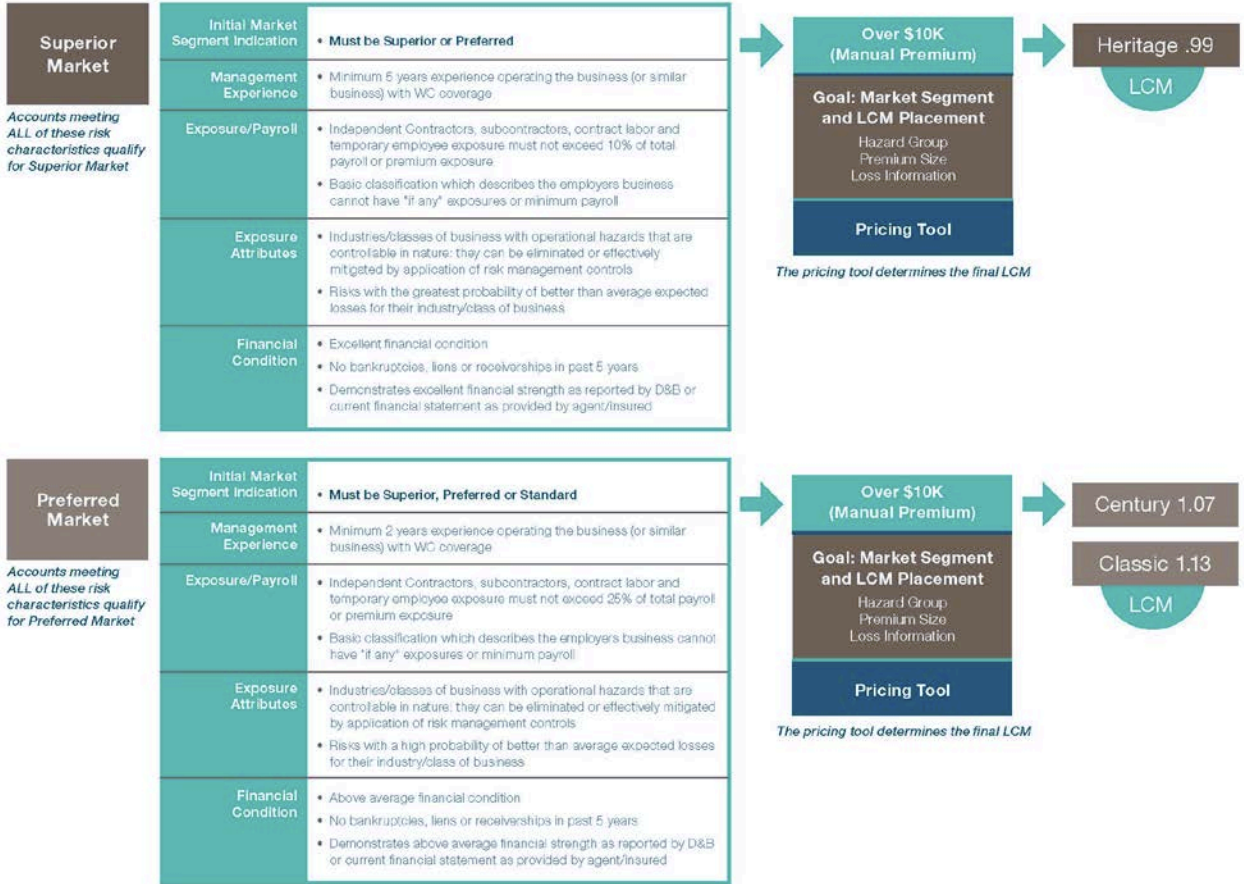 Superior
Market
Accounts meeting
ALL of these risk
characteristics qualify
for Superior Market
Initial Market
Segment Indication
• Must be Superior or Preferred
Management
Experience
• Minimum 5 years experience operating the business (or similar
business) with WC coverage
Exposure/Payroll
• Independent Contractors, subcontractors, contract labor and
temporary employee exposure must not exceed 10% of total
payroll or premium exposure
• Basic classification which describes the employers business
cannot have "if any" exposures or minimum payroll
Exposure
Attributes
• Industries/classes of business with operational hazards that are
controllable in nature: they can be eliminated or effectively
mitigated by application of risk management controls
• Risks with the greatest probability of better than average expected
losses for their industry/class of business
Financial
Condition
• Excellent financial condition
• No bankruptcies, liens or receiverships in past 5 years
• Demonstrates excellent financial strength as reported by D&B or
current financial statement as provided by agent/insured
Over $10K
(Manual Premium)
Goal: Market Segment
and LCM Placement
Hazard Group
Premium Size
Loss Information
Pricing Tool
The pricing tool determines the final LCM
Heritage .99
LCM
Preferred
Market
Accounts meeting
ALL of these risk
characteristics qualify
for Preferred Market
Initial Market
Segment Indication
• Must be Superior, Preferred or Standard
Management
Experience
• Minimum 2 years experience operating the business (or similar
business) with WC coverage
Exposure/Payroll
• Independent Contractors, subcontractors, contract labor and
temporary employee exposure must not exceed 25% of total payroll
or premium exposure
• Basic classification which describes the employers business cannot
have "if any" exposures or minimum payroll
Exposure
Attributes
• Industries/classes of business with operational hazards that are
controllable in nature: they can be eliminated or effectively mitigated
by application of risk management controls
• Risks with a high probability of better than average expected losses
for their industry/class of business
Financial
Condition
• Above average financial condition
• No bankruptcies, liens or receiverships in past 5 years
• Demonstrates above average financial strength as reported by D&B
or current financial statement as provided by agent/insured
Over $10K
(Manual Premium)
Goal: Market Segment
and LCM Placement
Hazard Group
Premium Size
Loss Information
Pricing Tool
The pricing tool determines the final LCM
Century 1.07
Classic 1.13
LCM